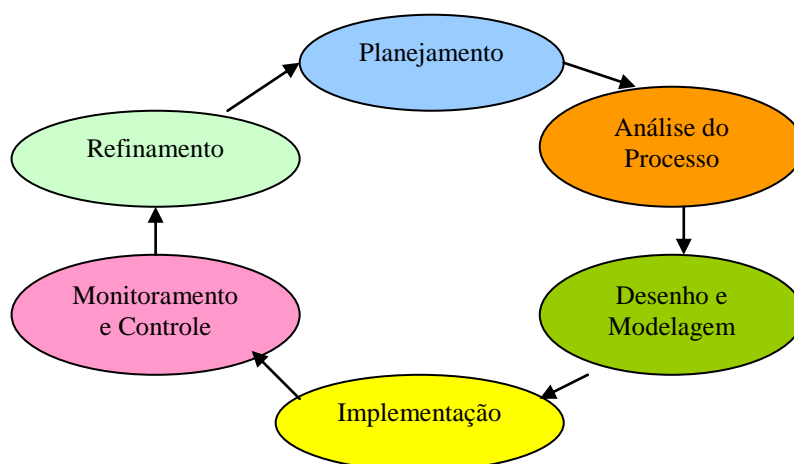 Planejamento
Análise do
Processo
Desenho e
Modelagem
Implementação
Monitoramento
e Controle
Refinamento